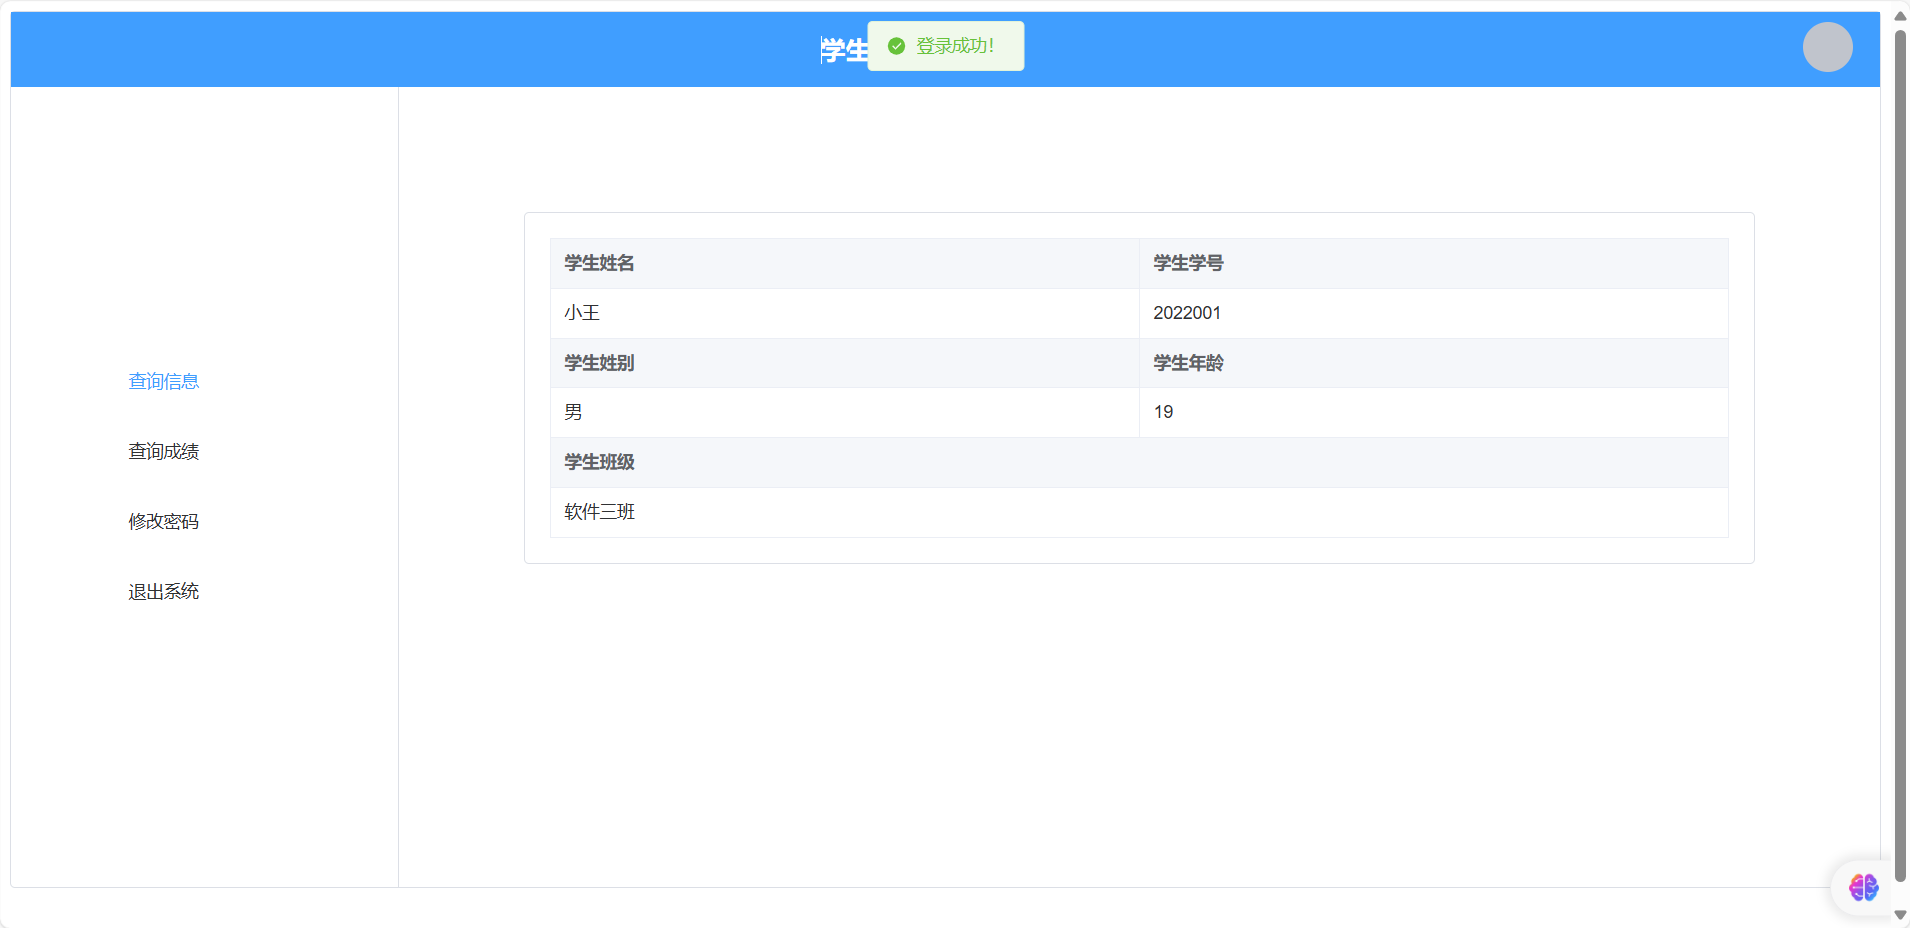 学生
登录成功!
查询信息
查询成绩
修改密码
退出系统
学生姓名 学生学号
小王 2022001
学生姓别 学生年龄
男 19
学生班级
软件三班